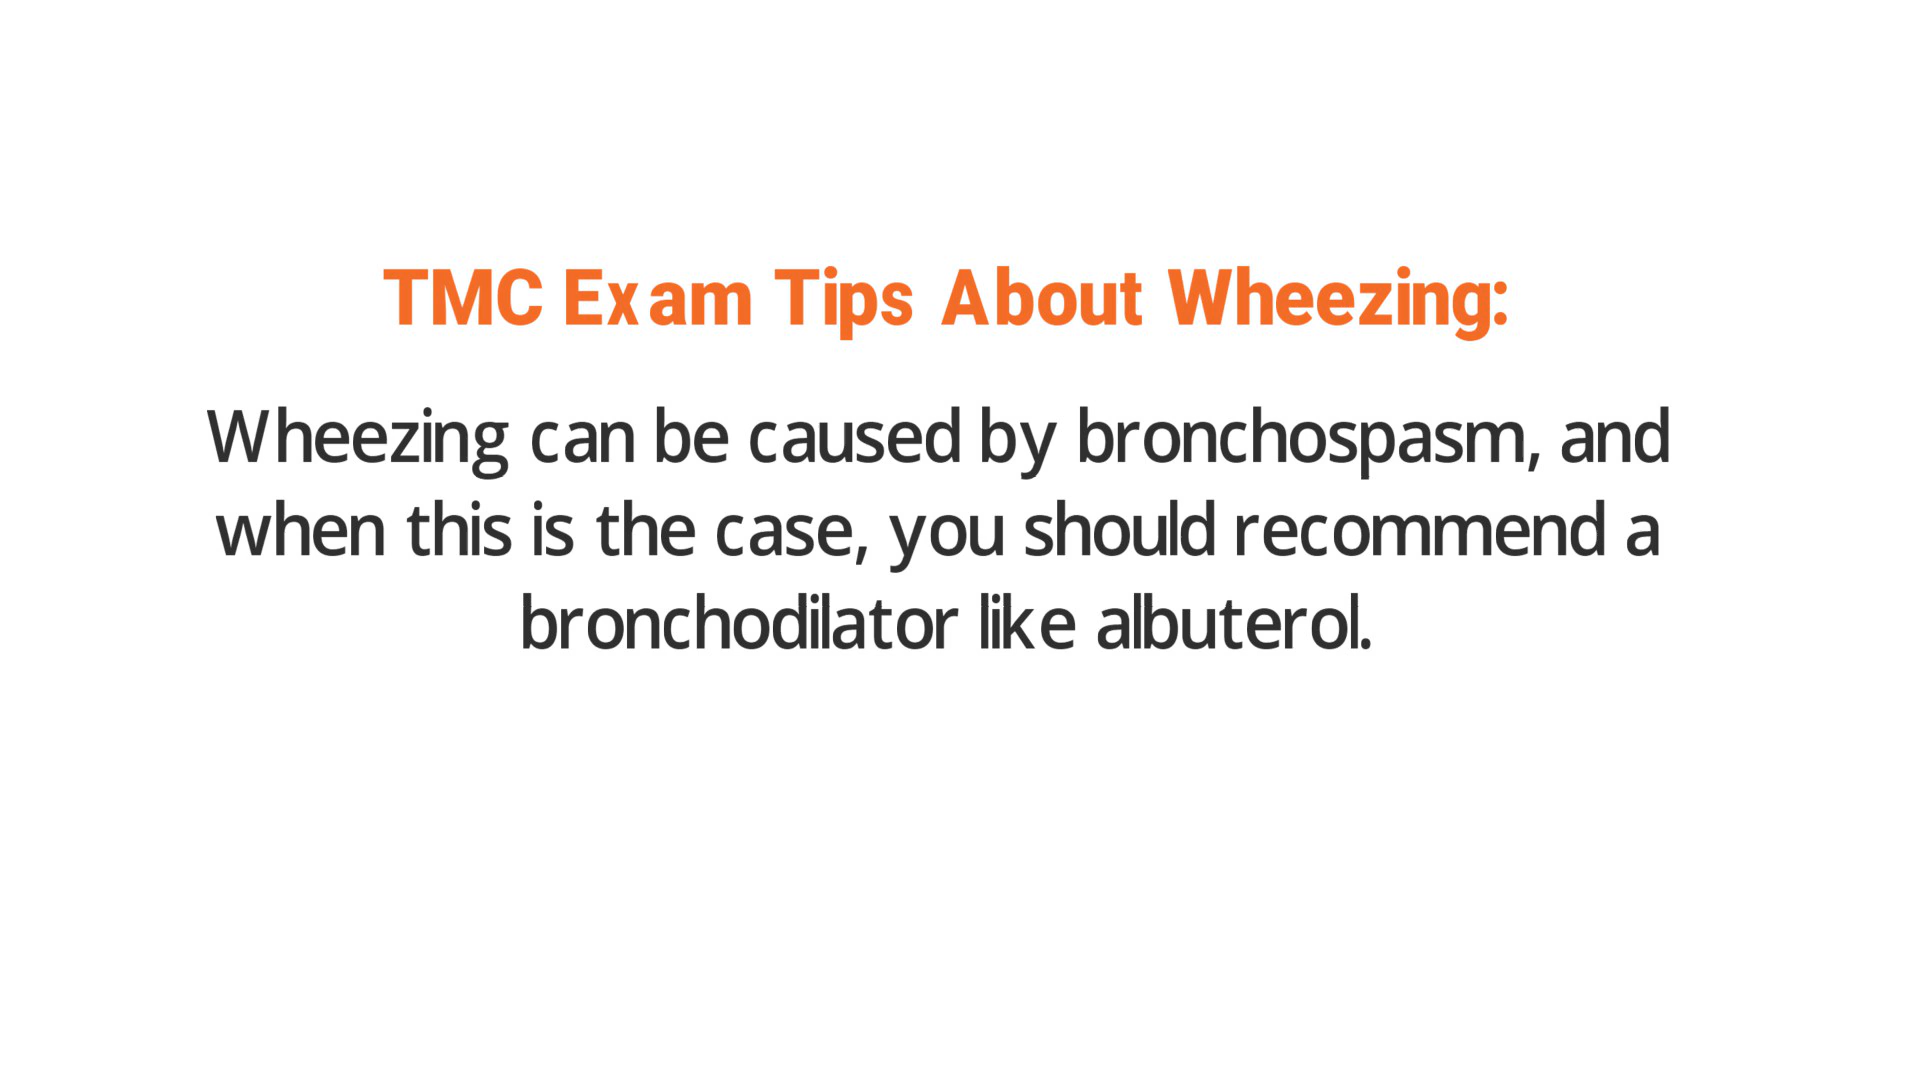 TMC Exam Tips About Wheezing:
Wheezing can be caused by bronchospasm, and
when this is the case, you should recommend a
bronchodilator like albuterol.